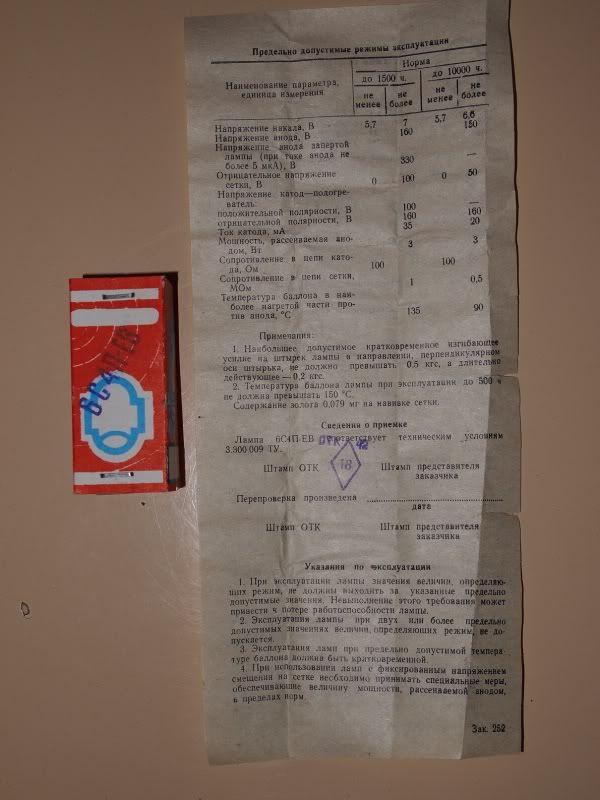 Предельно допустимые режимы эксплуатации
Наименование параметра, единица измерения
Норма
до 1500 ч.
до 10000 ч.
не менее
не более
не менее
не более
Напряжение накала, В 5,7 7 5,7 6,6
Напряжение анода, В 160 150
Напряжение анода запертой
лампы (при токе анода не
более 5 мкА), В 330 —
Отрицательное напряжение
сетки, В 0 100 0 50
Напряжение катод—подогре-
ватель:
положительной полярности, В 100 —
отрицательной полярности, В 160 160
Ток катода, мА 35 20
Мощность, рассеиваемая ано-
дом, Вт 3 3
Сопротивление в цепи като-
да, Ом 100 100
Сопротивление в цепи сетки,
МОм 1 0,5
Температура баллона в наи-
более нагретой части про-
тив анода, °С 135 90
Примечания:
1. Наибольшее допустимое кратковременное изгибающее
усилие на штырек лампы в направлении, перпендикулярном
оси штырька, не должно превышать 0,5 кгс, а длительно
действующее — 0,2 кгс.
2. Температура баллона лампы при эксплуатации до 500 ч
не должна превышать 150 °С.
Содержание золота 0,079 мг на навивке сетки.
Сведения о приемке
Лампа 6С4П-ЕВ соответствует техническим условиям
3.300.009 ТУ.
ОТК 42
18
Штамп ОТК Штамп представителя
заказчика
Перепроверка произведена
дата
Штамп ОТК Штамп представителя
заказчика
Указания по эксплуатации
1. При эксплуатации лампы значения величин, определяю-
щих режим, не должны выходить за указанные предельно
допустимые значения. Невыполнение этого требования может
привести к потере работоспособности лампы.
2. Эксплуатация лампы при двух или более предельно
допустимых значениях величин, определяющих режим, не до-
пускается.
3. Эксплуатация ламп при предельно допустимой темпера-
туре баллона должна быть кратковременной.
4. При использовании ламп с фиксированным напряжением
смещения на сетке необходимо принимать специальные меры,
обеспечивающие величину мощности, рассеиваемой анодом,
в пределах норм.
Зак. 252
6С4П-ЕВ